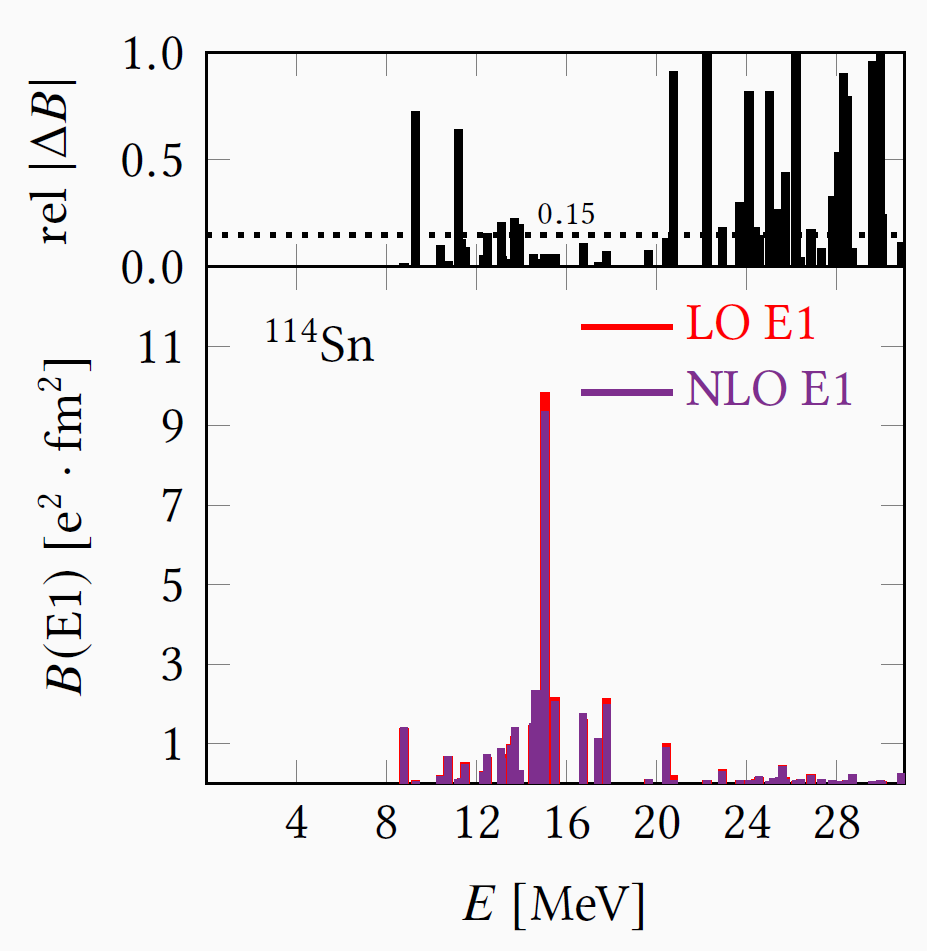 1.0
0.5
0.0
rel |ΔB|
0.15
¹¹⁴Sn
LO E1
NLO E1
11
9
7
5
3
1
B(E1) [e² · fm²]
4 8 12 16 20 24 28
E [MeV]